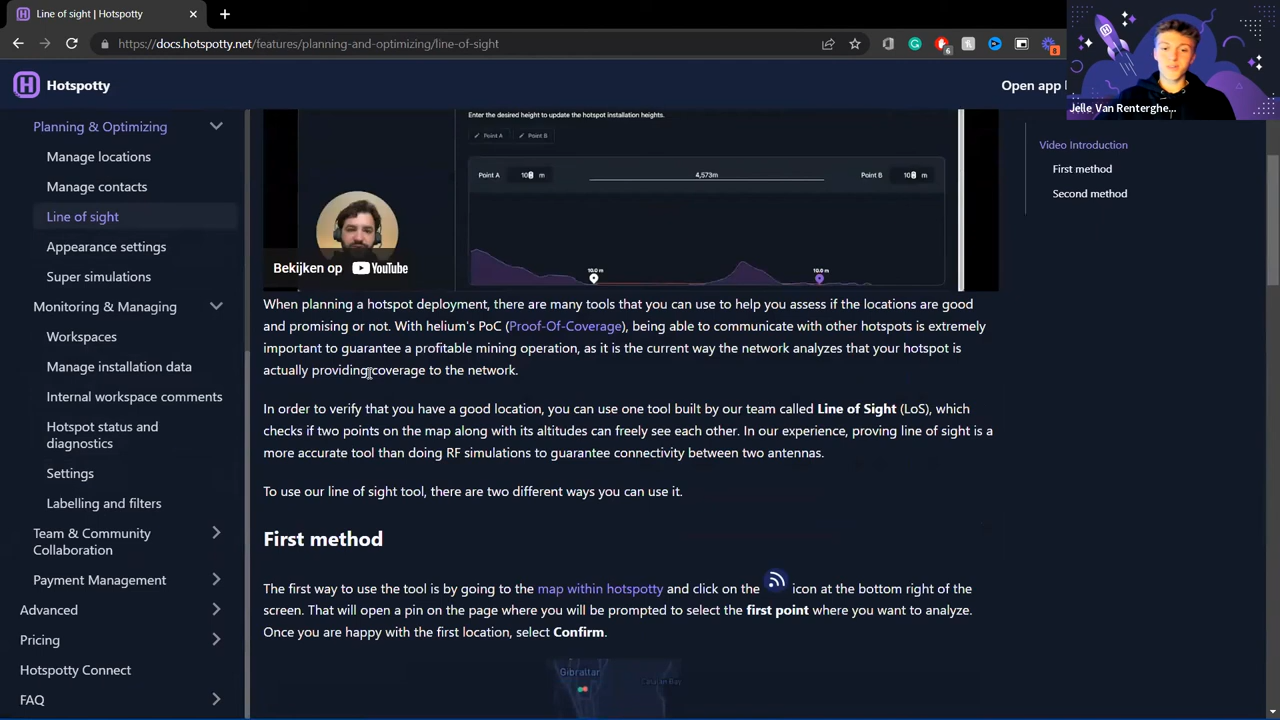 Line of sight | Hotspotty
https://docs.hotspotty.net/features/planning-and-optimizing/line-of-sight
6
8
Hotspotty
Open app
Jelle Van Renterghe...
Planning & Optimizing
Manage locations
Manage contacts
Line of sight
Appearance settings
Super simulations
Monitoring & Managing
Workspaces
Manage installation data
Internal workspace comments
Hotspot status and
diagnostics
Settings
Labelling and filters
Team & Community
Collaboration
Payment Management
Advanced
Pricing
Hotspotty Connect
FAQ
Enter the desired height to update the hotspot installation heights.
Point A
Point B
Point A
m
4,573m
Point B
m
10.0 m
10.0 m
Bekijken op YouTube
When planning a hotspot deployment, there are many tools that you can use to help you assess if the locations are good
and promising or not. With helium's PoC (Proof-Of-Coverage), being able to communicate with other hotspots is extremely
important to guarantee a profitable mining operation, as it is the current way the network analyzes that your hotspot is
actually providing coverage to the network.
In order to verify that you have a good location, you can use one tool built by our team called Line of Sight (LoS), which
checks if two points on the map along with its altitudes can freely see each other. In our experience, proving line of sight is a
more accurate tool than doing RF simulations to guarantee connectivity between two antennas.
To use our line of sight tool, there are two different ways you can use it.
First method
The first way to use the tool is by going to the map within hotspotty and click on the icon at the bottom right of the
screen. That will open a pin on the page where you will be prompted to select the first point where you want to analyze.
Once you are happy with the first location, select Confirm.
Gibraltar
Catalan Bay
Video Introduction
First method
Second method